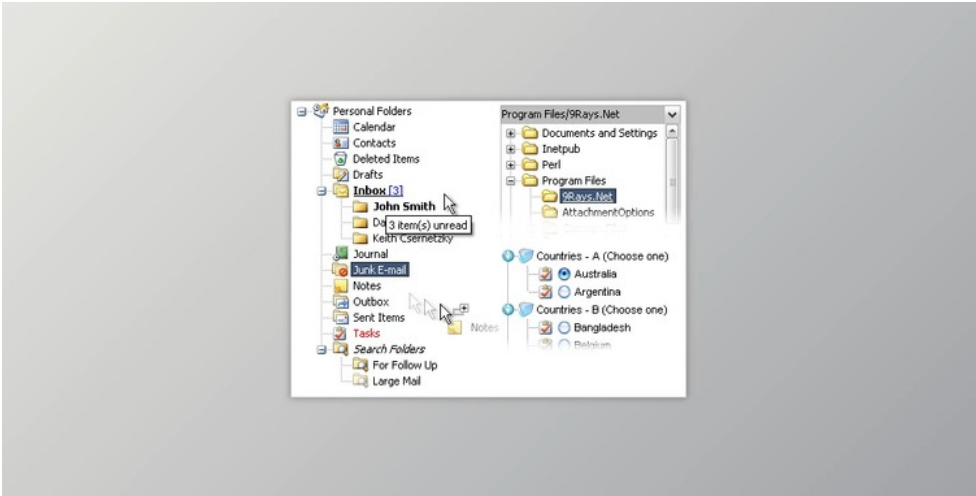 Personal Folders
Calendar
Contacts
Deleted Items
Drafts
Inbox [3]
John Smith
Da
3 item(s) unread
Keith Csernetzky
Journal
Junk E-mail
Notes
Outbox
Sent Items
Tasks
Search Folders
For Follow Up
Large Mail
Notes
Program Files/9Rays.Net
Documents and Settings
Inetpub
Perl
Program Files
9Rays.Net
AttachmentOptions
Countries - A (Choose one)
Australia
Argentina
Countries - B (Choose one)
Bangladesh
Belgium